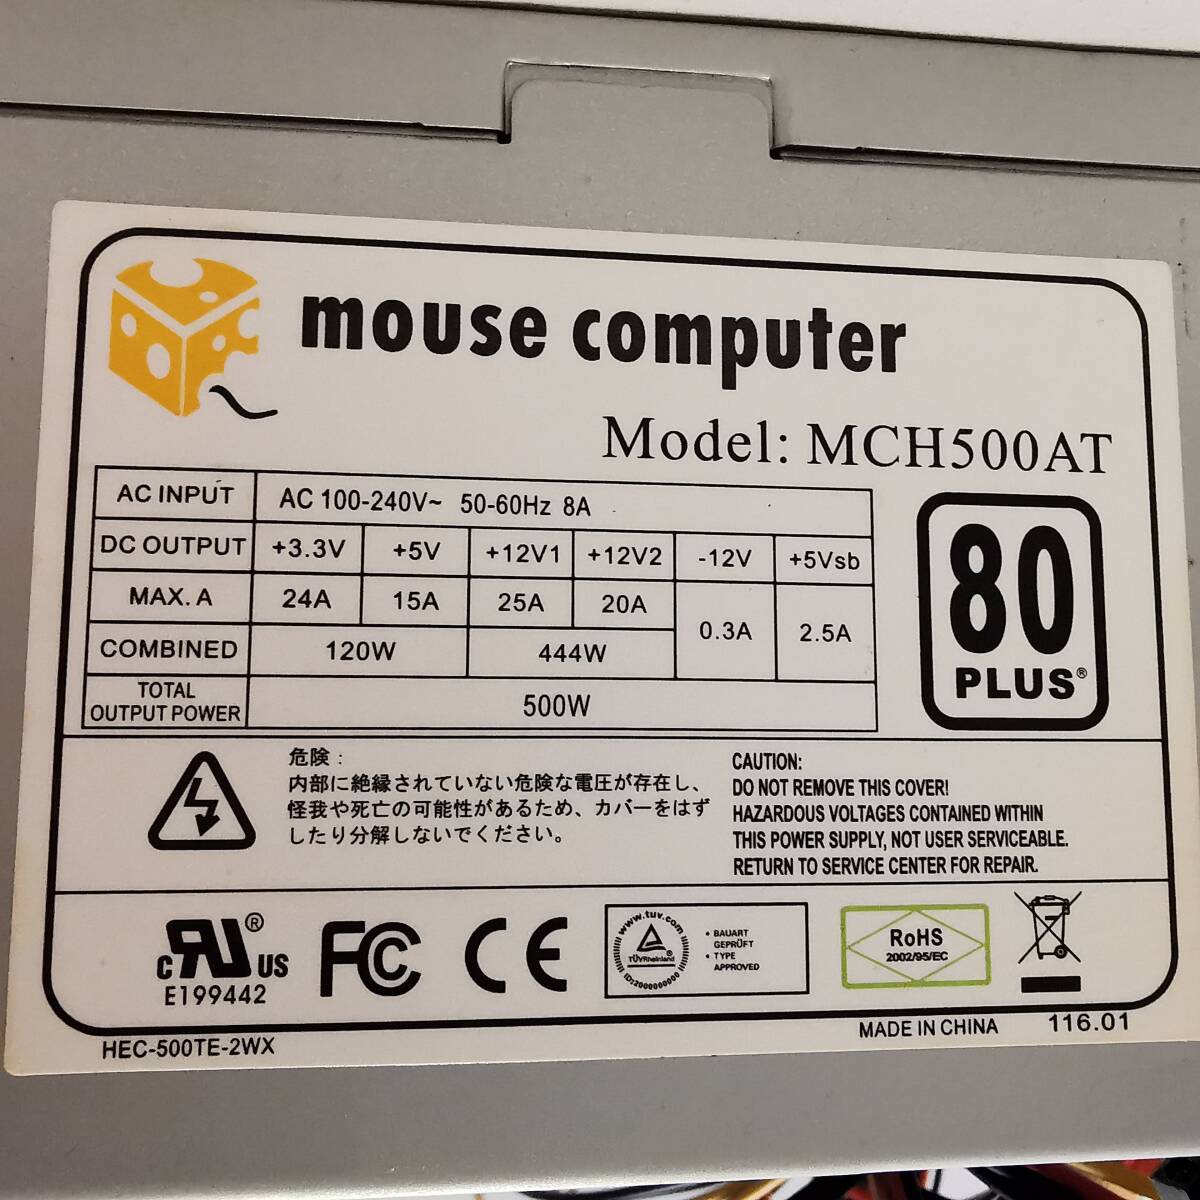 mouse computer
Model: MCH500AT
AC INPUT AC 100-240V~ 50-60Hz 8A
DC OUTPUT +3.3V +5V +12V1 +12V2 -12V +5Vsb
MAX. A 24A 15A 25A 20A 0.3A 2.5A
COMBINED 120W 444W
TOTAL
OUTPUT POWER 500W
80
PLUS®
危険：
内部に絶縁されていない危険な電圧が存在し、
怪我や死亡の可能性があるため、カバーをはず
したり分解しないでください。
CAUTION:
DO NOT REMOVE THIS COVER!
HAZARDOUS VOLTAGES CONTAINED WITHIN
THIS POWER SUPPLY, NOT USER SERVICEABLE.
RETURN TO SERVICE CENTER FOR REPAIR.
c RU ® US
E199442
FC CE
www.tuv.com
TÜVRheinland ®
ID:2000000000
• BAUART
GEPRÜFT
• TYPE
APPROVED
RoHS
2002/95/EC
HEC-500TE-2WX
MADE IN CHINA 116.01